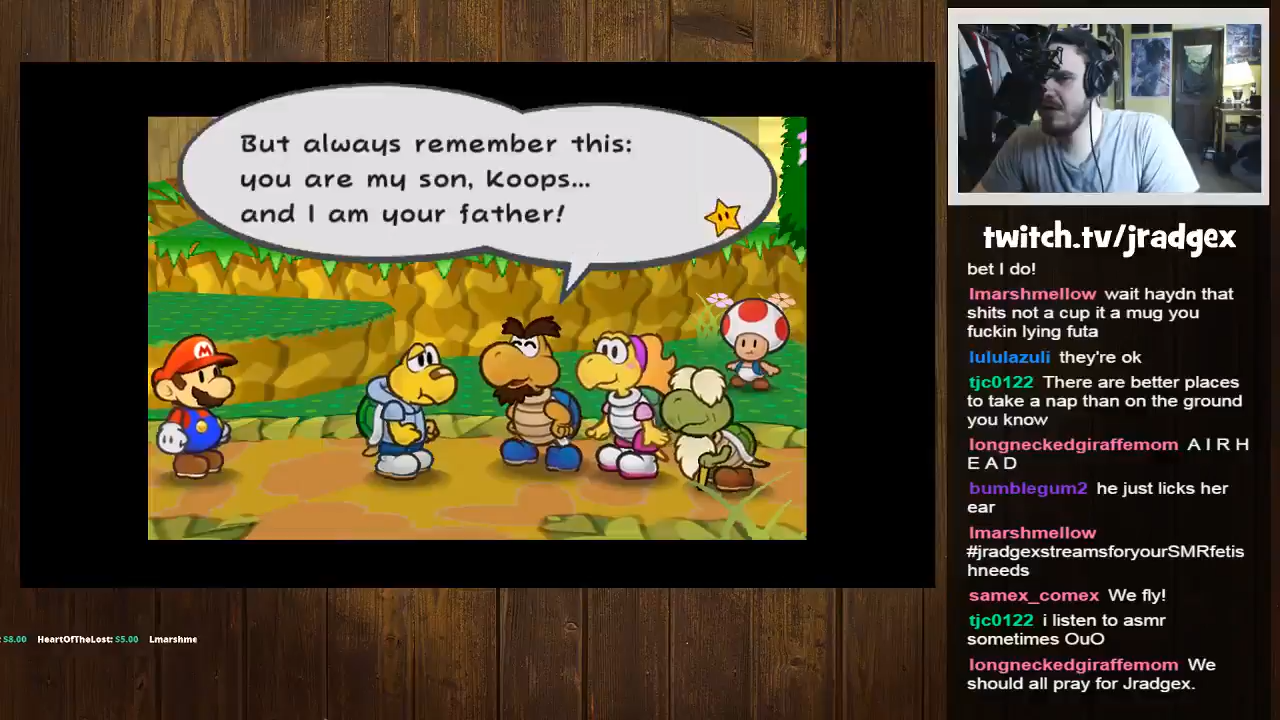 But always remember this:
you are my son, Koops...
and I am your father!
twitch.tv/jradgex
bet I do!
lmarshmellow wait haydn that
shits not a cup it a mug you
fuckin lying futa
lululazuli they're ok
tjc0122 There are better places
to take a nap than on the ground
you know
longneckedgiraffemom A I R H
E A D
bumblegum2 he just licks her
ear
lmarshmellow
#jradgexstreamsforyourSMRfetis
hneeds
samex_comex We fly!
tjc0122 i listen to asmr
sometimes OuO
longneckedgiraffemom We
should all pray for Jradgex.
: $8.00 HeartOfTheLost: $5.00 Lmarshme